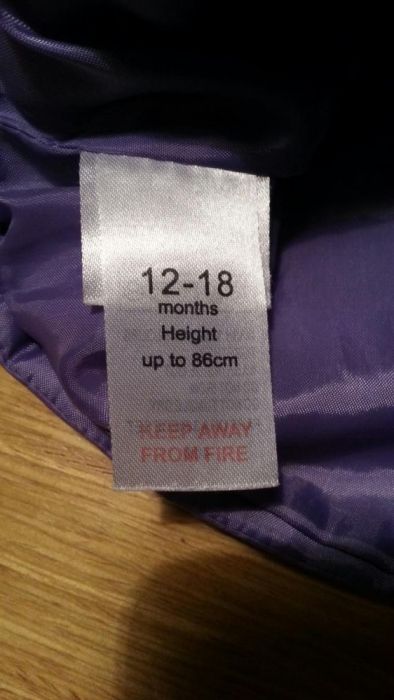 12-18
months
Height
up to 86cm
KEEP AWAY
FROM FIRE